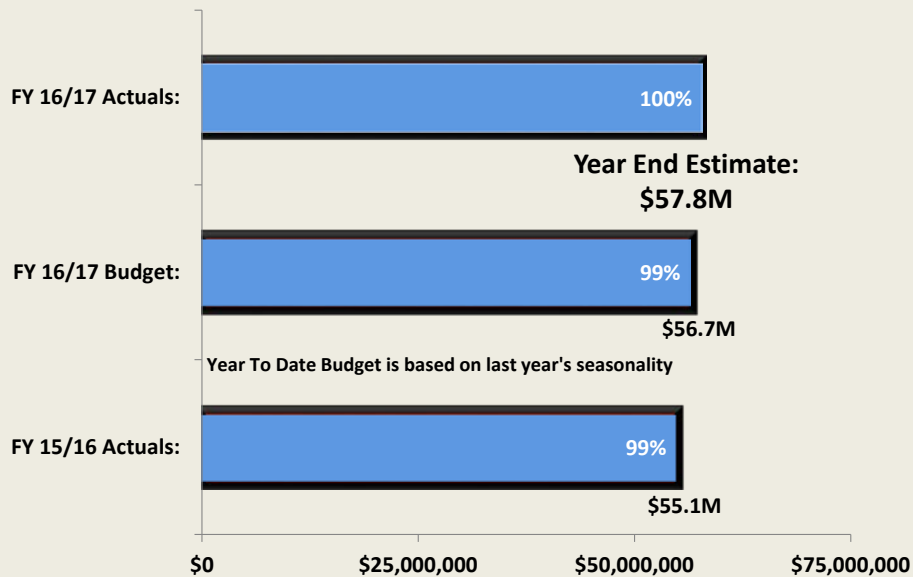 FY 16/17 Actuals:
100%
Year End Estimate:
$57.8M
FY 16/17 Budget:
99%
$56.7M
Year To Date Budget is based on last year's seasonality
FY 15/16 Actuals:
99%
$55.1M
$0
$25,000,000
$50,000,000
$75,000,000